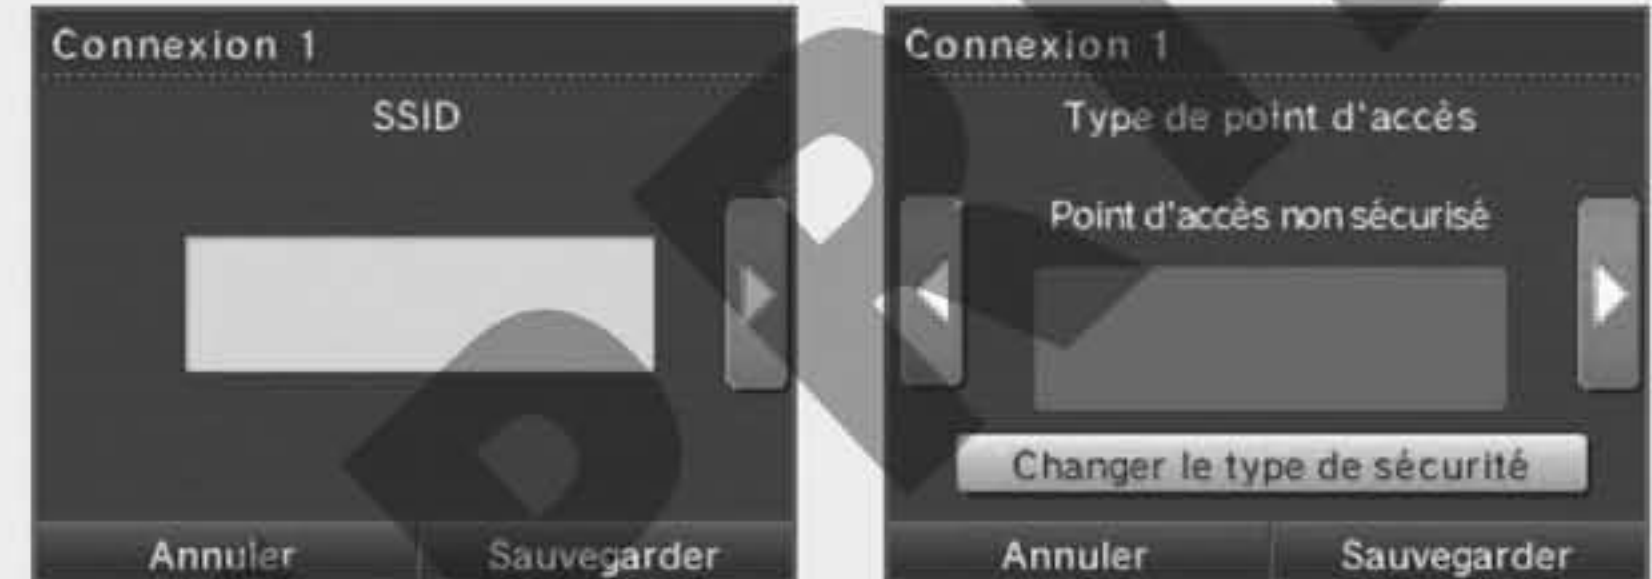 Connexion 1
SSID
Annuler
Sauvegarder
Connexion 1
Type de point d'accès
Point d'accès non sécurisé
Changer le type de sécurité
Annuler
Sauvegarder